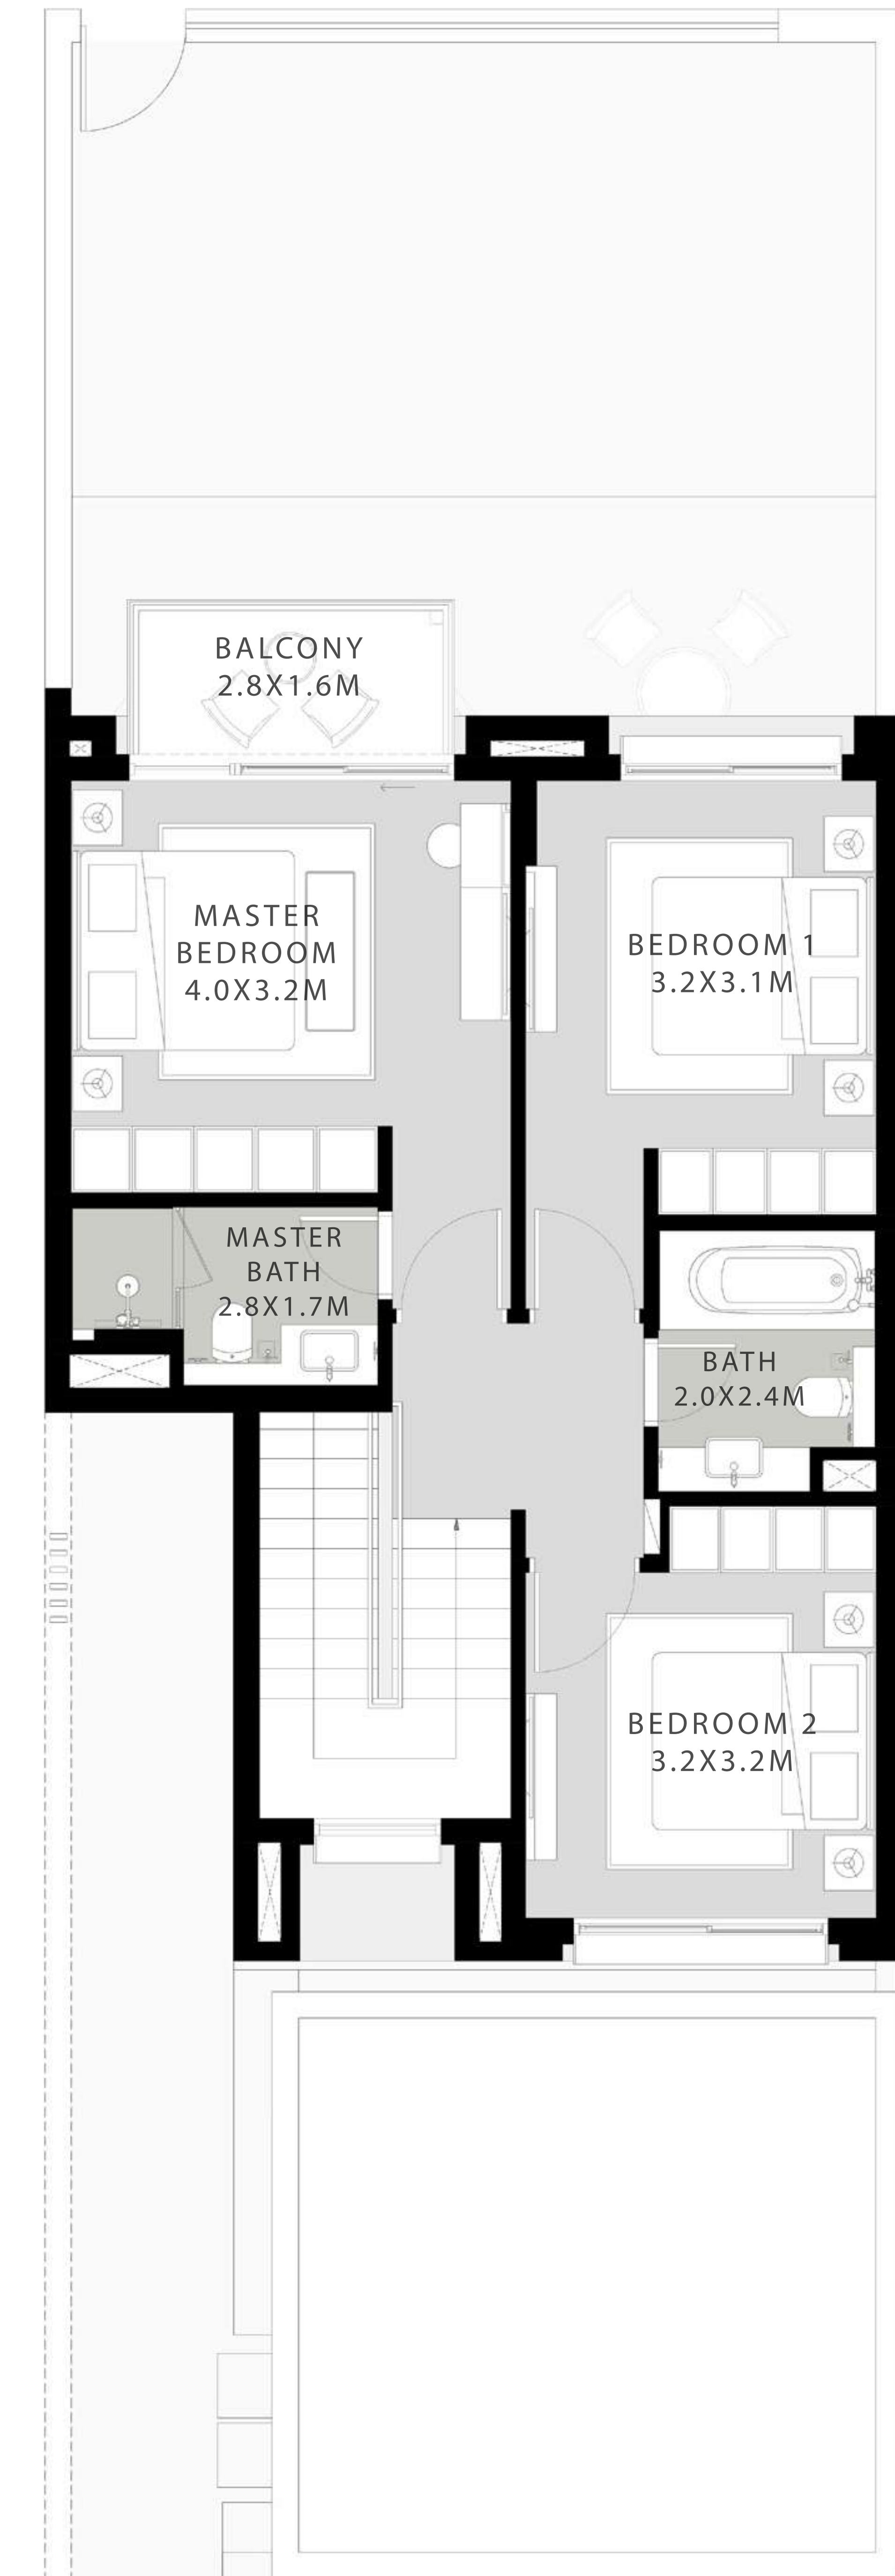 BALCONY
2.8X1.6M
MASTER
BEDROOM
4.0X3.2M
BEDROOM 1
3.2X3.1M
MASTER
BATH
2.8X1.7M
BATH
2.0X2.4M
BEDROOM 2
3.2X3.2M